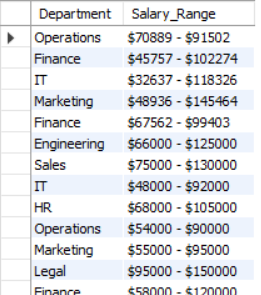 Department Salary_Range
Operations $70889 - $91502
Finance $45757 - $102274
IT $32637 - $118326
Marketing $48936 - $145464
Finance $67562 - $99403
Engineering $66000 - $125000
Sales $75000 - $130000
IT $48000 - $92000
HR $68000 - $105000
Operations $54000 - $90000
Marketing $55000 - $95000
Legal $95000 - $150000
Finance $58000 - $120000